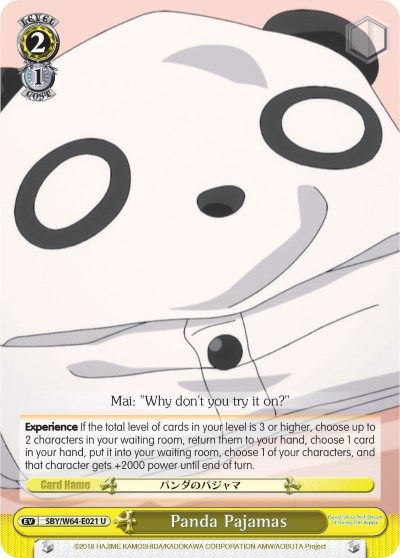 LEVEL
2
1
COST
Mai: "Why don't you try it on?"
Experience If the total level of cards in your level is 3 or higher, choose up to
2 characters in your waiting room, return them to your hand, choose 1 card
in your hand, put it into your waiting room, choose 1 of your characters, and
that character gets +2000 power until end of turn.
Card Name パンダのパジャマ
EV SBY/W64-E021 U Panda Pajamas
©2018 HAJIME KAMOSHIDA/KADOKAWA CORPORATION AMW/AOBUTA Project